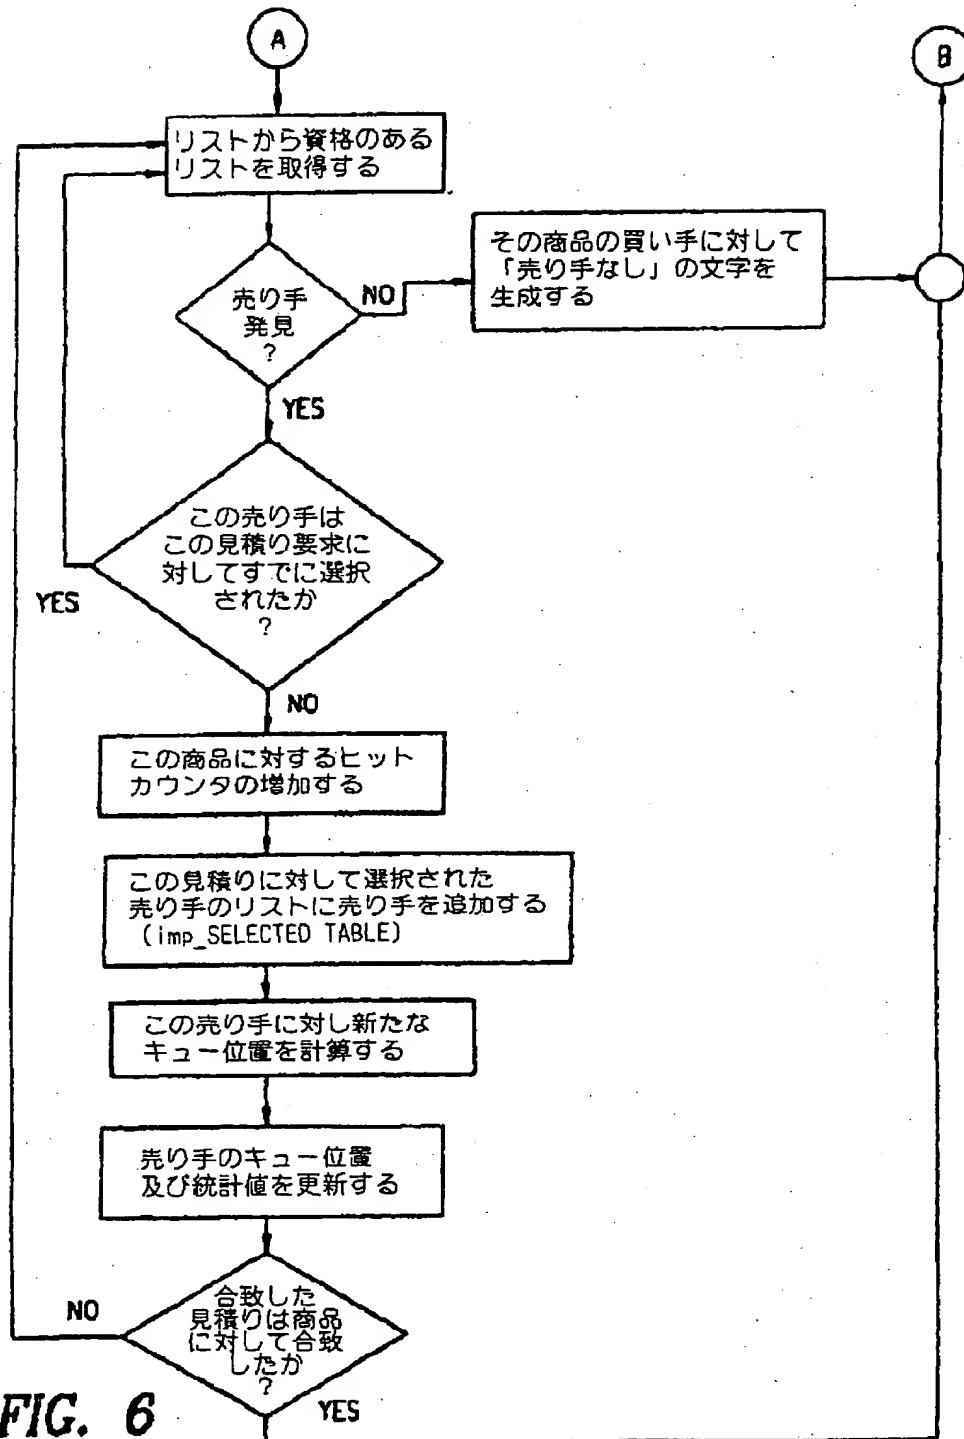 A
B
リストから資格のある
リストを取得する
その商品の買い手に対して
「売り手なし」の文字を
生成する
売り手
発見
?
NO
YES
この売り手は
この見積り要求に
対してすでに選択
されたか
?
YES
NO
この商品に対するヒット
カウンタの増加する
この見積りに対して選択された
売り手のリストに売り手を追加する
(imp_SELECTED TABLE)
この売り手に対し新たな
キュー位置を計算する
売り手のキュー位置
及び統計値を更新する
合致した
見積りは商品
に対して合致
したか
?
NO
YES
FIG. 6